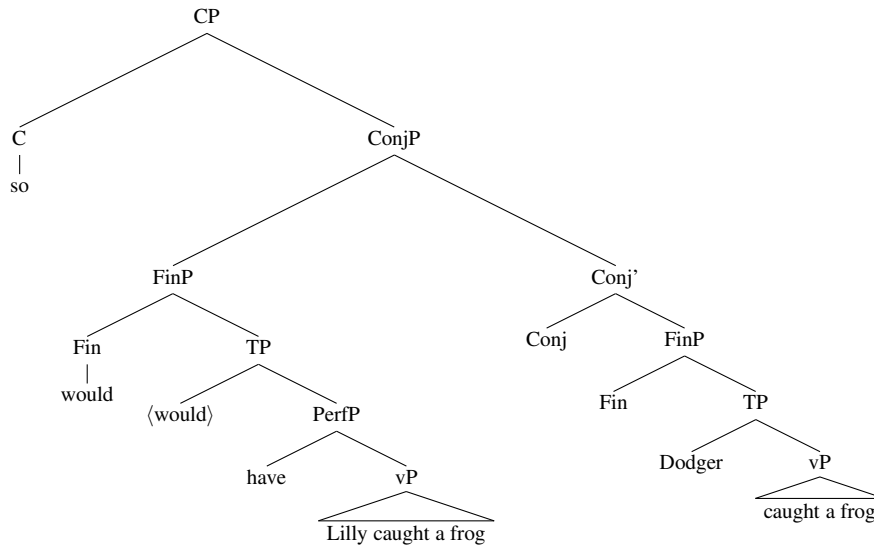 CP
C ConjP
so
FinP Conj’
Fin TP Conj FinP
would ⟨would⟩ PerfP Fin TP
have vP Dodger vP
Lilly caught a frog caught a frog